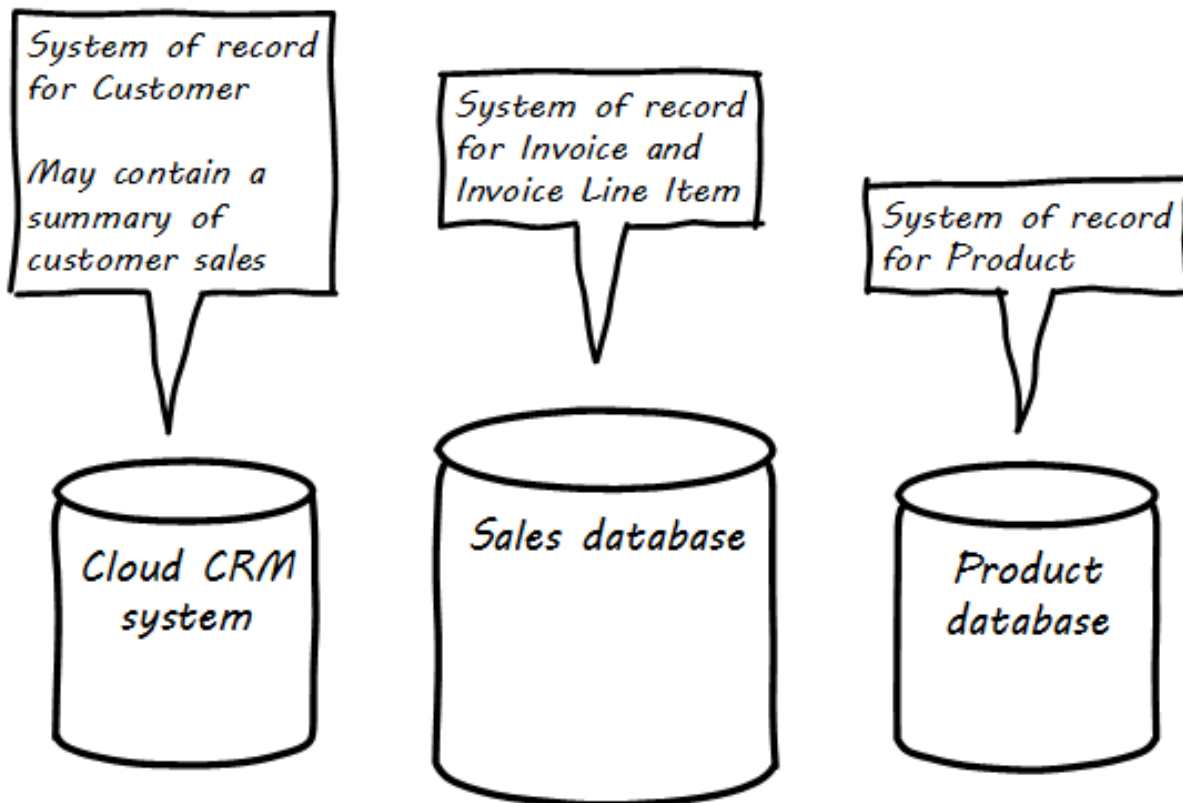 System of record
for Customer
May contain a
summary of
customer sales
System of record
for Invoice and
Invoice Line Item
System of record
for Product
Cloud CRM
system
Sales database
Product
database